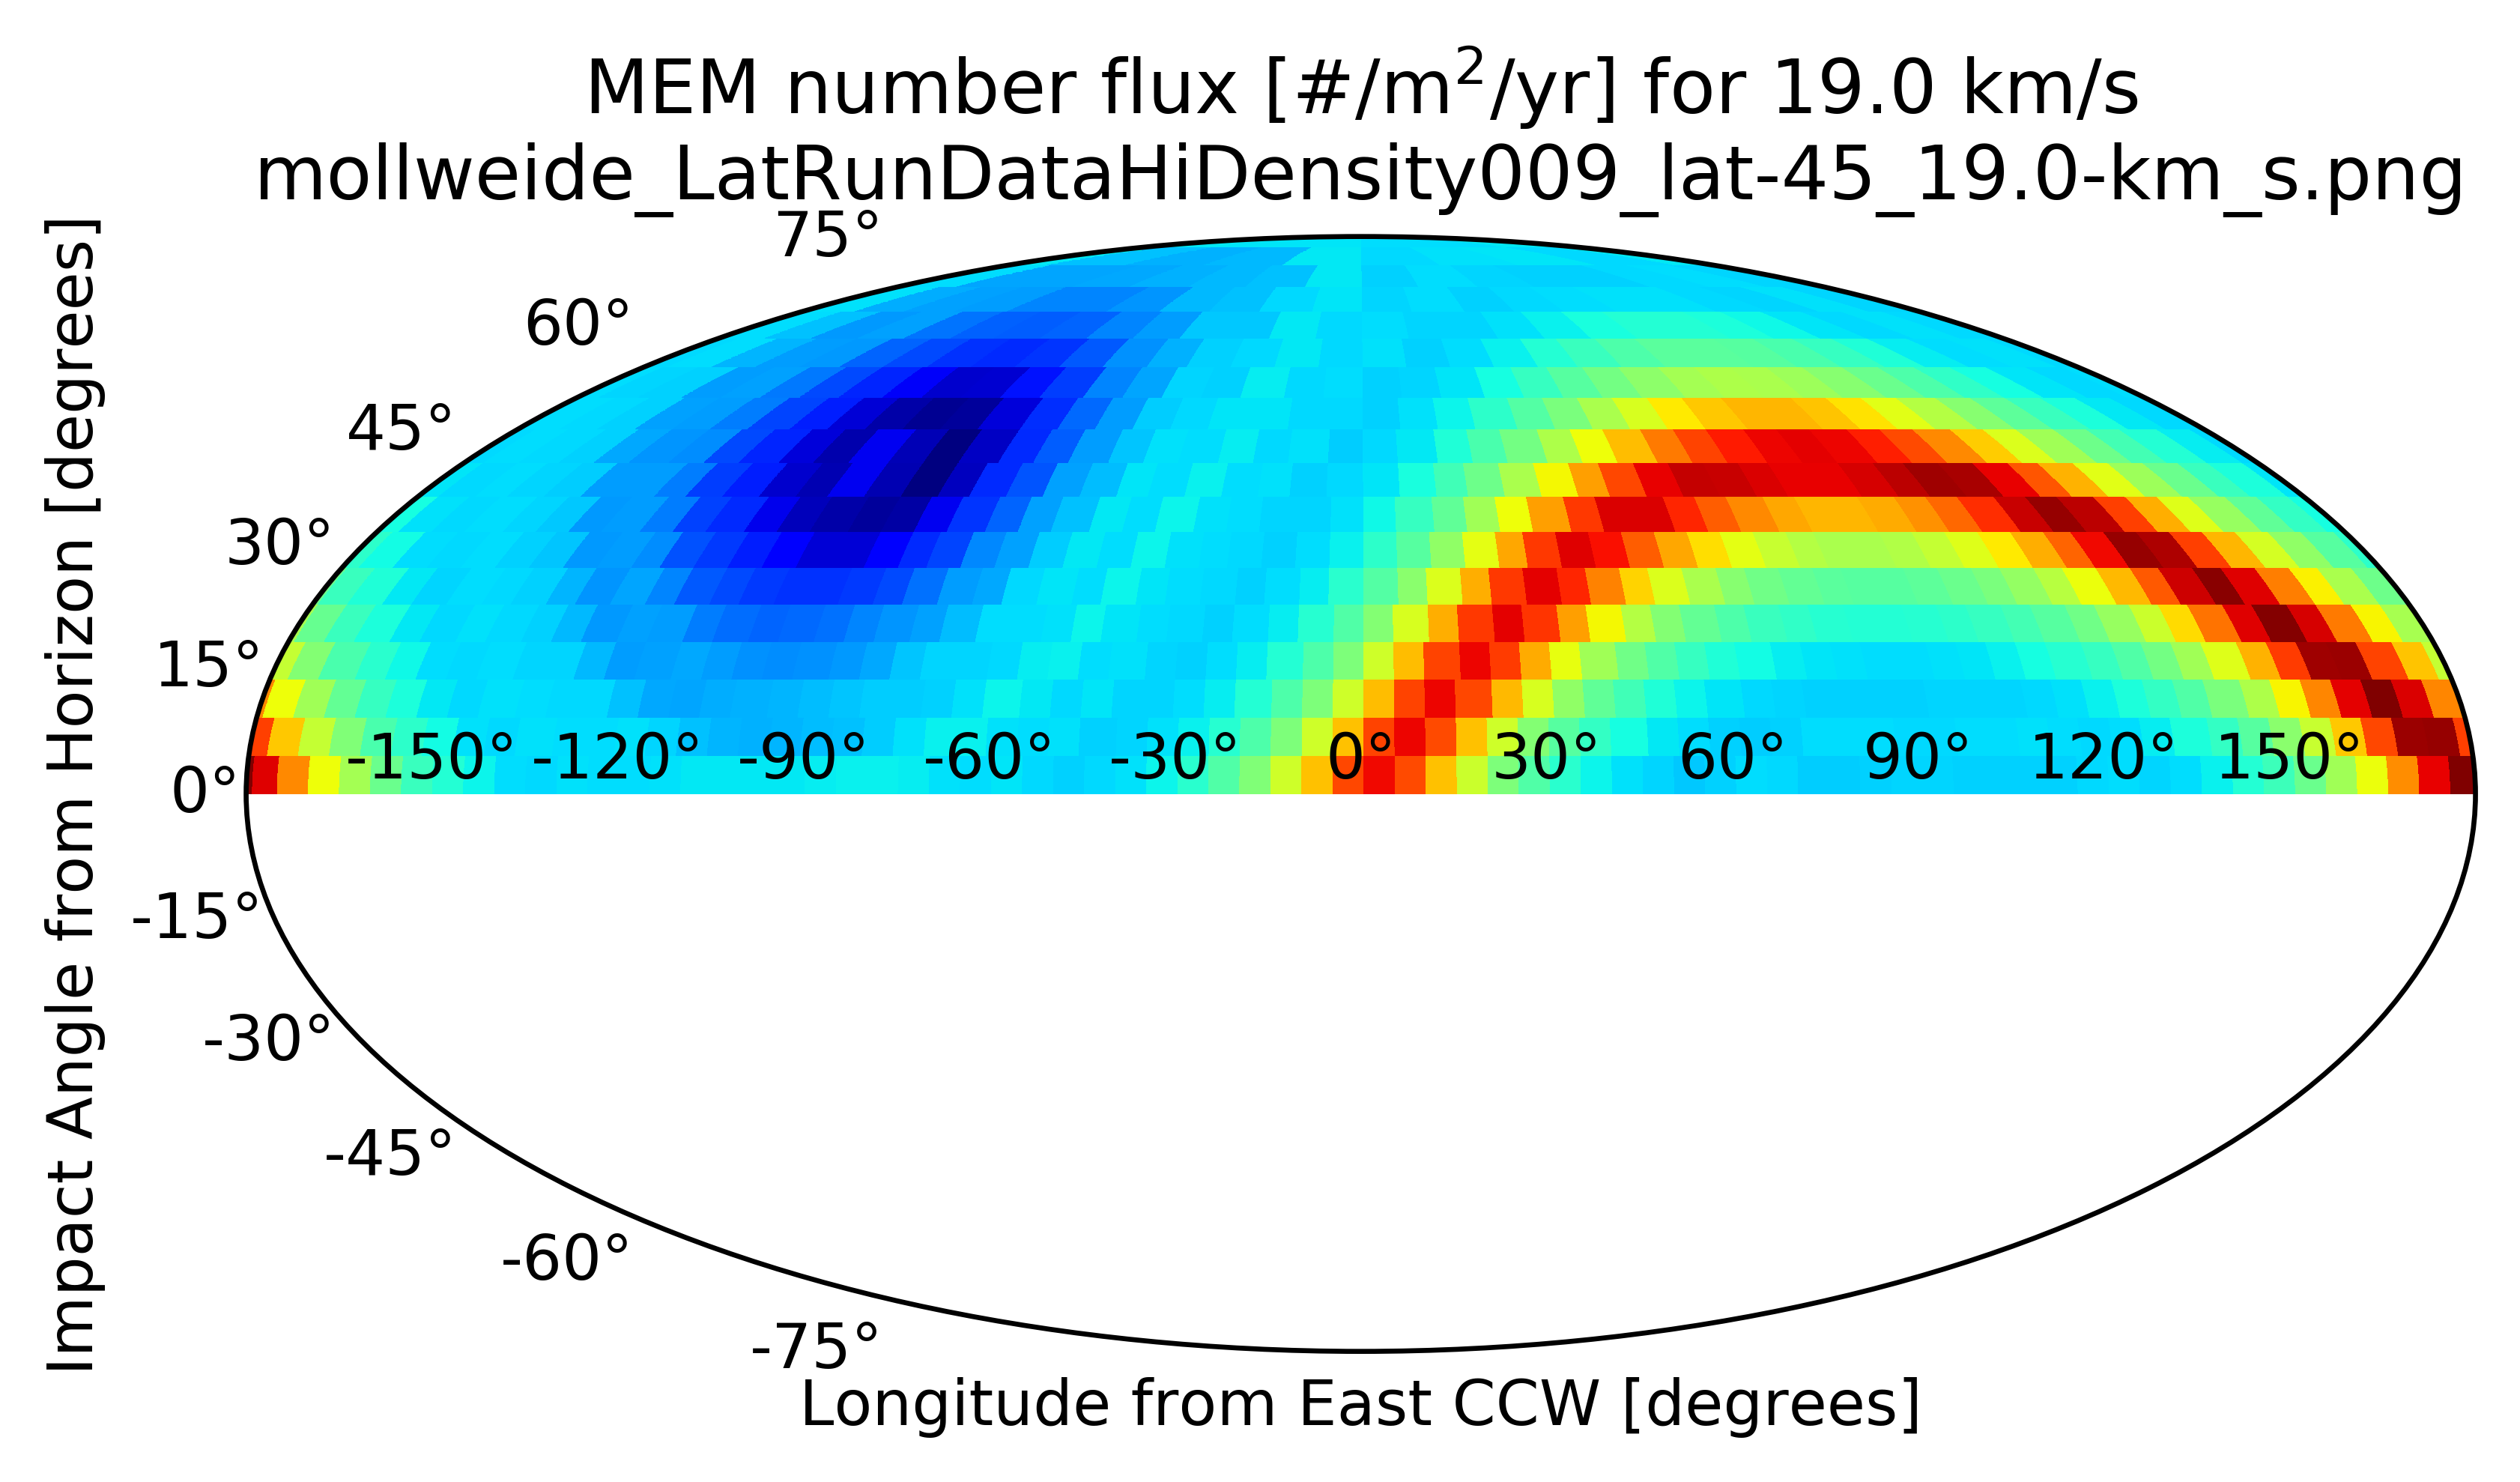 MEM number flux [#/m²/yr] for 19.0 km/s
mollweide_LatRunDataHiDensity009_lat-45_19.0-km_s.png
75°
60°
45°
30°
15°
0°
-15°
-30°
-45°
-60°
-75°
-150° -120° -90° -60° -30° 0° 30° 60° 90° 120° 150°
Impact Angle from Horizon [degrees]
Longitude from East CCW [degrees]